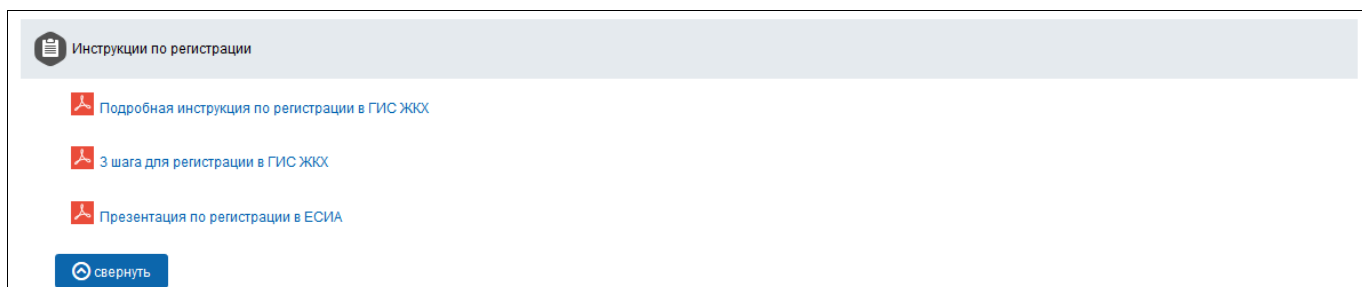 Инструкции по регистрации
Подробная инструкция по регистрации в ГИС ЖКХ
3 шага для регистрации в ГИС ЖКХ
Презентация по регистрации в ЕСИА
свернуть